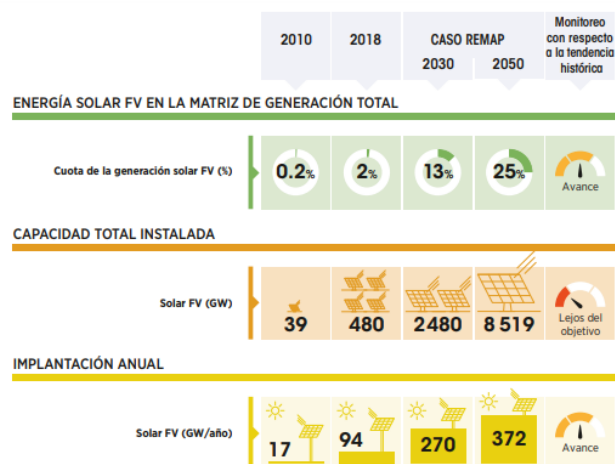 2010 2018 CASO REMAP Monitoreo
con respecto
a la tendencia
histórica
2030 2050
ENERGÍA SOLAR FV EN LA MATRIZ DE GENERACIÓN TOTAL
Cuota de la generación solar FV (%) 0.2% 2% 13% 25% Avance
CAPACIDAD TOTAL INSTALADA
Solar FV (GW) 39 480 2480 8 519 Lejos del
objetivo
IMPLANTACIÓN ANUAL
Solar FV (GW/año) 17 94 270 372 Avance